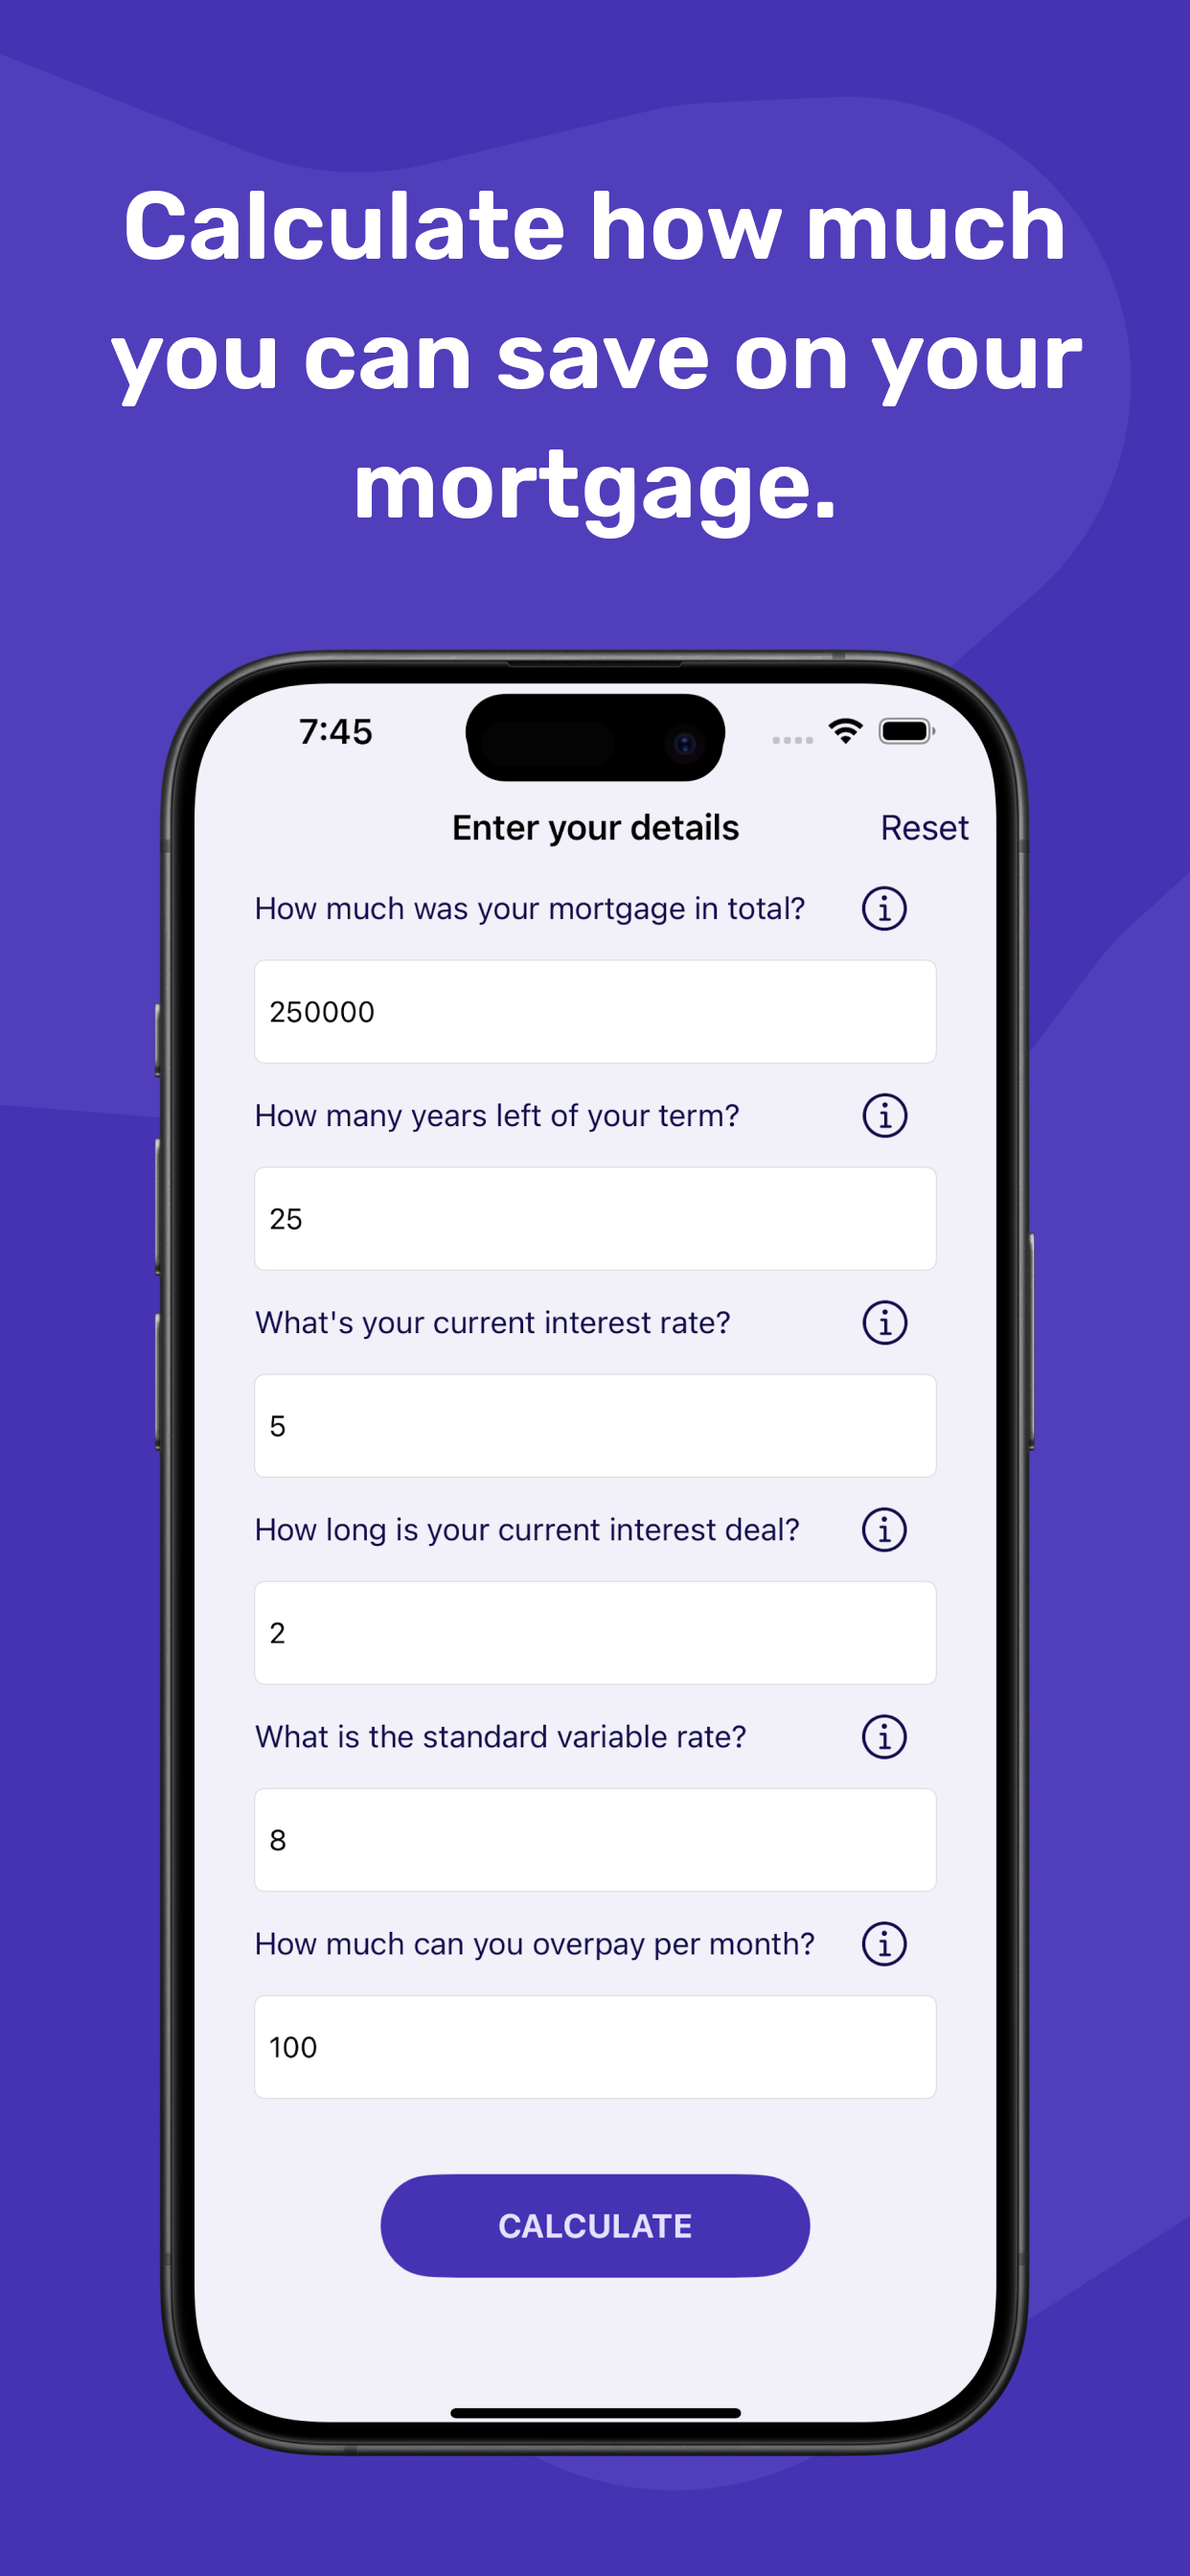 Calculate how much
you can save on your
mortgage.
7:45
Enter your details
Reset
How much was your mortgage in total?
250000
How many years left of your term?
25
What's your current interest rate?
5
How long is your current interest deal?
2
What is the standard variable rate?
8
How much can you overpay per month?
100
CALCULATE